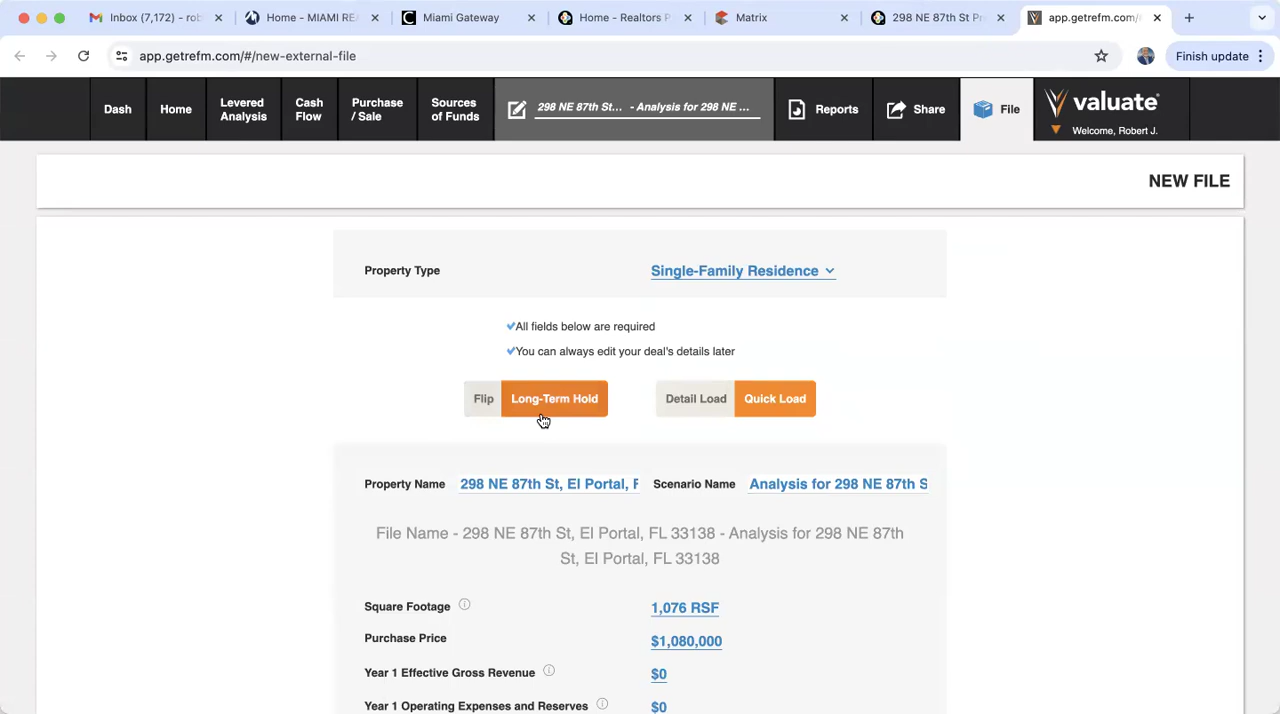 Inbox (7,172) - rob
Home - MIAMI RE
Miami Gateway
Home - Realtors P
Matrix
298 NE 87th St Pr
app.getrefm.com/
app.getrefm.com/#/new-external-file
Finish update
Dash
Home
Levered
Analysis
Cash
Flow
Purchase
/ Sale
Sources
of Funds
298 NE 87th St... - Analysis for 298 NE ...
Reports
Share
File
valuate®
Welcome, Robert J.
NEW FILE
Property Type
Single-Family Residence
All fields below are required
You can always edit your deal's details later
Flip
Long-Term Hold
Detail Load
Quick Load
Property Name
298 NE 87th St, El Portal, F
Scenario Name
Analysis for 298 NE 87th S
File Name - 298 NE 87th St, El Portal, FL 33138 - Analysis for 298 NE 87th
St, El Portal, FL 33138
Square Footage
1,076 RSF
Purchase Price
$1,080,000
Year 1 Effective Gross Revenue
$0
Year 1 Operating Expenses and Reserves
$0